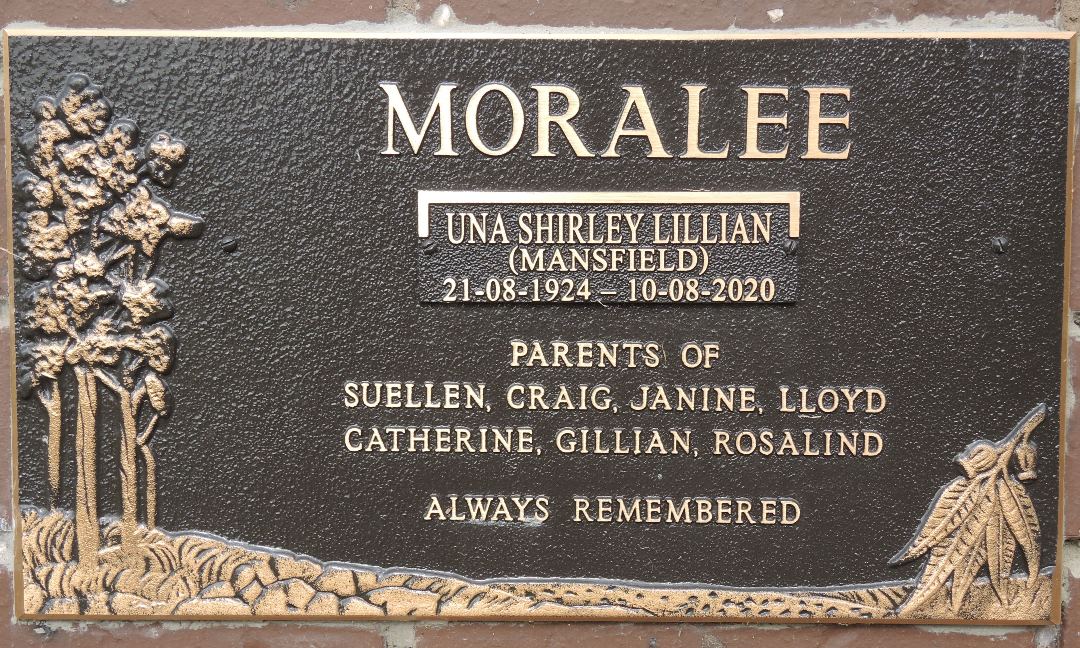 MORALEE
UNA SHIRLEY LILLIAN
(MANSFIELD)
21-08-1924 – 10-08-2020
PARENTS OF
SUELLEN, CRAIG, JANINE, LLOYD
CATHERINE, GILLIAN, ROSALIND
ALWAYS REMEMBERED